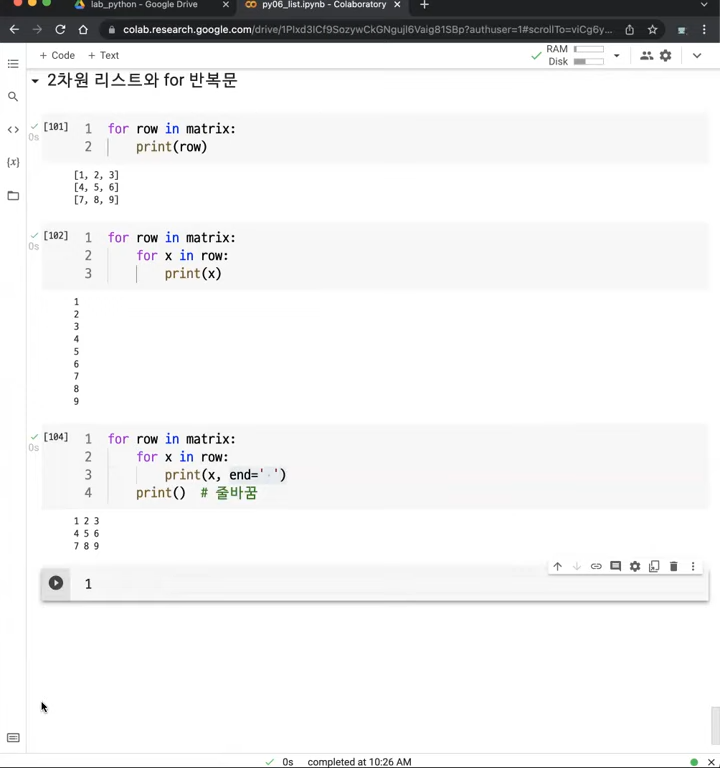 lab_python - Google Drive
py06_list.ipynb - Colaboratory
colab.research.google.com/drive/1PIxd3lCf9SozywCkGNgujI6Vaig81SBp?authuser=1#scrollTo=viCg6y...
+ Code + Text
RAM
Disk
2차원 리스트와 for 반복문
[101]
0s
1 for row in matrix:
2 print(row)
[1, 2, 3]
[4, 5, 6]
[7, 8, 9]
[102]
0s
1 for row in matrix:
2 for x in row:
3 print(x)
1
2
3
4
5
6
7
8
9
[104]
0s
1 for row in matrix:
2 for x in row:
3 print(x, end=' ')
4 print() # 줄바꿈
1 2 3
4 5 6
7 8 9
1
0s completed at 10:26 AM